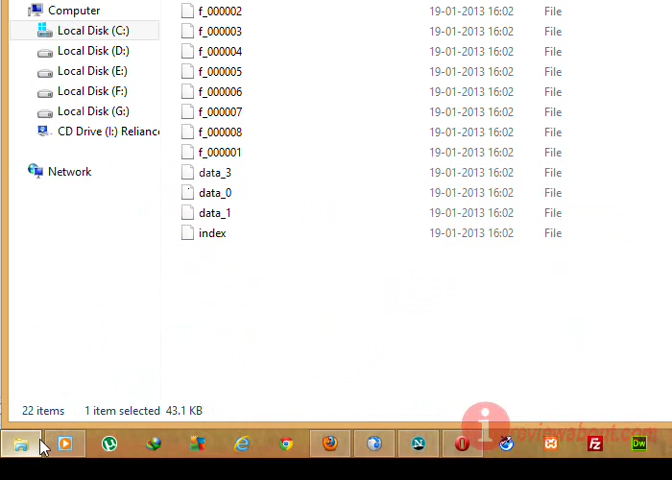 Computer f_000002 19-01-2013 16:02 File
Local Disk (C:) f_000003 19-01-2013 16:02 File
Local Disk (D:) f_000004 19-01-2013 16:02 File
Local Disk (E:) f_000005 19-01-2013 16:02 File
Local Disk (F:) f_000006 19-01-2013 16:02 File
Local Disk (G:) f_000007 19-01-2013 16:02 File
CD Drive (I:) Reliance f_000008 19-01-2013 16:02 File
f_000001 19-01-2013 16:02 File
Network data_3 19-01-2013 16:02 File
data_0 19-01-2013 16:02 File
data_1 19-01-2013 16:02 File
index 19-01-2013 16:02 File
22 items 1 item selected 43.1 KB
ireviewabout.com
Fz Dw